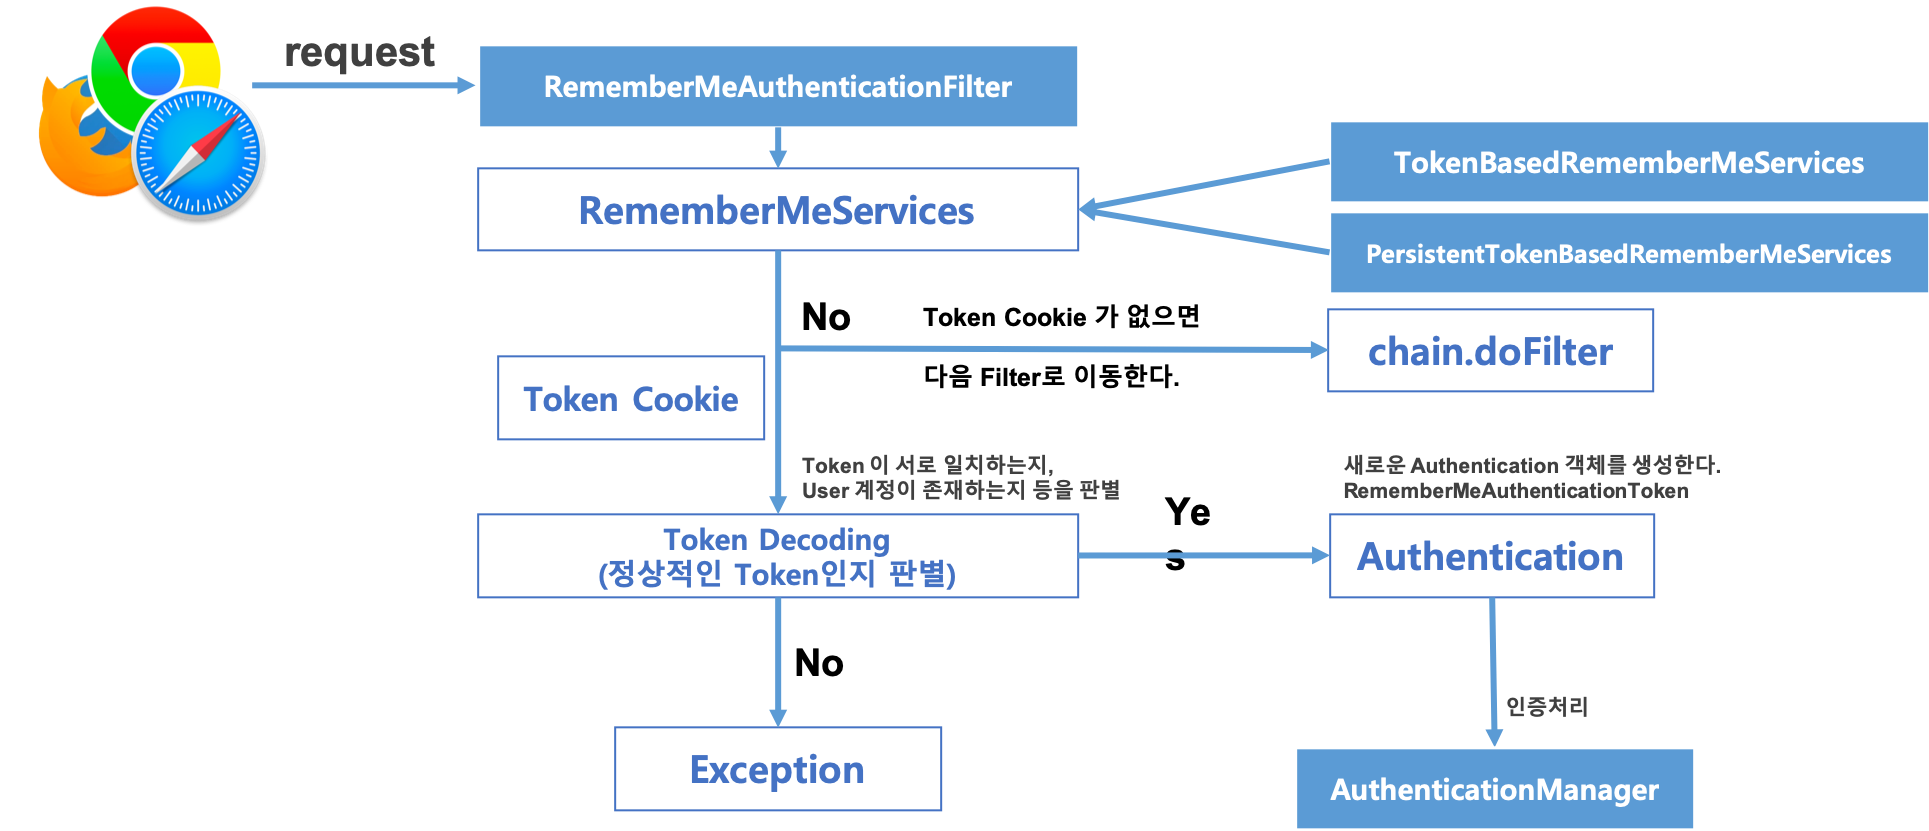 request
RememberMeAuthenticationFilter
TokenBasedRememberMeServices
RememberMeServices
PersistentTokenBasedRememberMeServices
No
Token Cookie 가 없으면
chain.doFilter
다음 Filter로 이동한다.
Token Cookie
Token 이 서로 일치하는지,
User 계정이 존재하는지 등을 판별
새로운 Authentication 객체를 생성한다.
RememberMeAuthenticationToken
Ye
s
Token Decoding
(정상적인 Token인지 판별)
Authentication
No
인증처리
Exception
AuthenticationManager